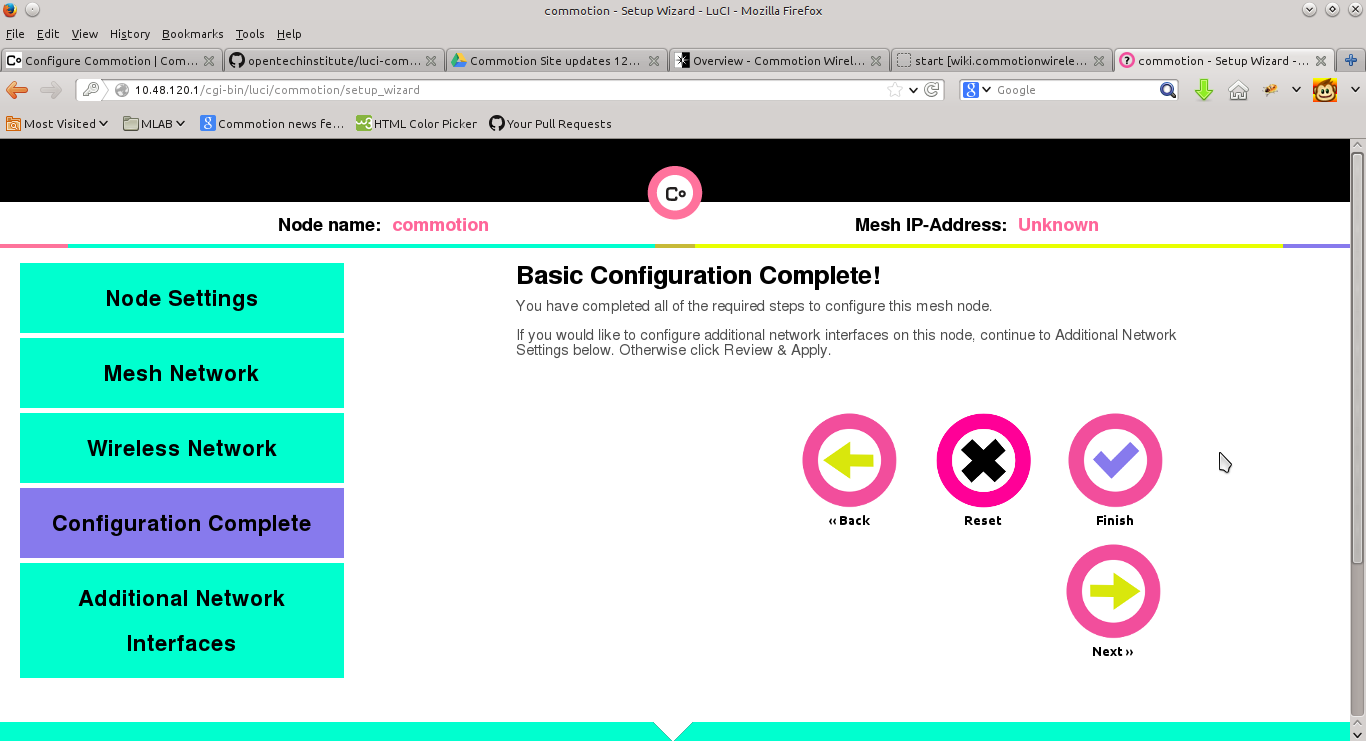 commotion - Setup Wizard - LuCI - Mozilla Firefox
File Edit View History Bookmarks Tools Help
Configure Commotion | Com...
opentechinstitute/luci-com...
Commotion Site updates 12...
Overview - Commotion Wirel...
start [wiki.commotionwirele...
commotion - Setup Wizard -...
10.48.120.1/cgi-bin/luci/commotion/setup_wizard
Google
Most Visited
MLAB
Commotion news fe...
HTML Color Picker
Your Pull Requests
Co
Node name: commotion
Mesh IP-Address: Unknown
Node Settings
Mesh Network
Wireless Network
Configuration Complete
Additional Network
Interfaces
Basic Configuration Complete!
You have completed all of the required steps to configure this mesh node.
If you would like to configure additional network interfaces on this node, continue to Additional Network
Settings below. Otherwise click Review & Apply.
‹‹ Back
Reset
Finish
Next ››